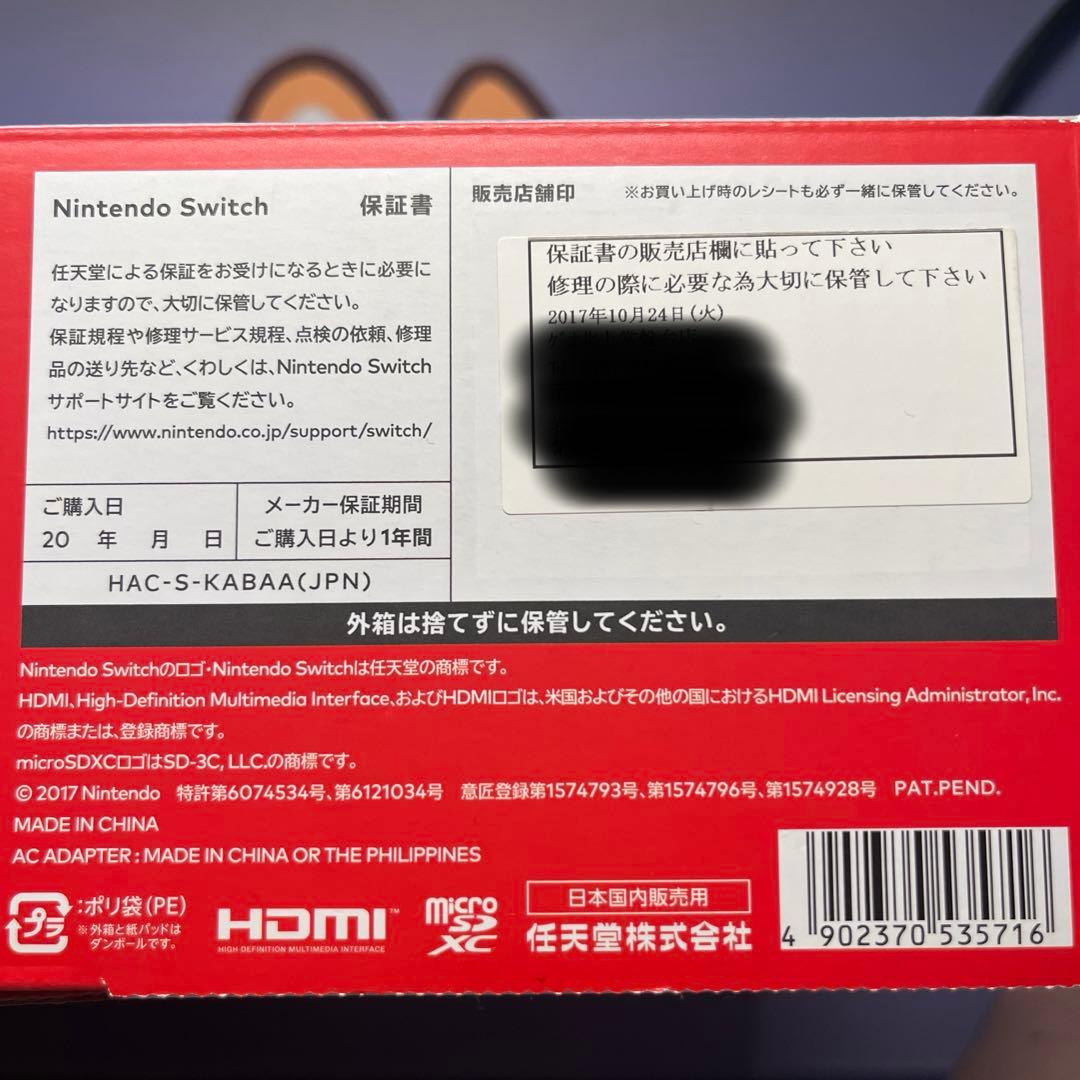 Nintendo Switch 保証書
任天堂による保証をお受けになるときに必要に
なりますので、大切に保管してください。
保証規程や修理サービス規程、点検の依頼、修理
品の送り先など、くわしくは、Nintendo Switch
サポートサイトをご覧ください。
https://www.nintendo.co.jp/support/switch/
ご購入日
20 年 月 日
メーカー保証期間
ご購入日より1年間
HAC-S-KABAA(JPN)
販売店舗印 ※お買い上げ時のレシートも必ず一緒に保管してください。
保証書の販売店欄に貼って下さい
修理の際に必要な為大切に保管して下さい
2017年10月24日(火)
外箱は捨てずに保管してください。
Nintendo Switchのロゴ・Nintendo Switchは任天堂の商標です。
HDMI、High-Definition Multimedia Interface、およびHDMIロゴは、米国およびその他の国におけるHDMI Licensing Administrator, Inc.
の商標または、登録商標です。
microSDXCロゴはSD-3C, LLC.の商標です。
© 2017 Nintendo 特許第6074534号、第6121034号 意匠登録第1574793号、第1574796号、第1574928号 PAT.PEND.
MADE IN CHINA
AC ADAPTER : MADE IN CHINA OR THE PHILIPPINES
プラ
:ポリ袋(PE)
※外箱と紙パッドは
ダンボールです。
HDMI™
HIGH-DEFINITION MULTIMEDIA INTERFACE
micro
SD
XC
日本国内販売用
任天堂株式会社
4 902370 535716